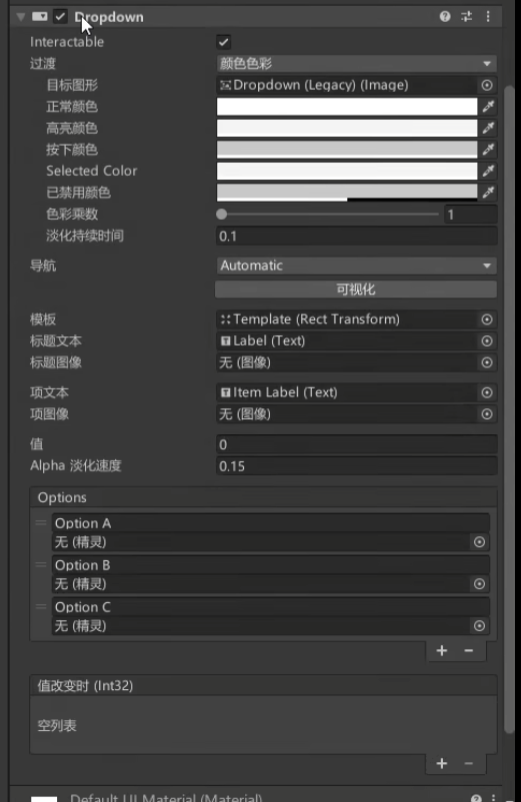 Dropdown
Interactable
过渡 颜色色彩
目标图形 Dropdown (Legacy) (Image)
正常颜色
高亮颜色
按下颜色
Selected Color
已禁用颜色
色彩乘数 1
淡化持续时间 0.1
导航 Automatic
可视化
模板 Template (Rect Transform)
标题文本 Label (Text)
标题图像 无 (图像)
项文本 Item Label (Text)
项图像 无 (图像)
值 0
Alpha 淡化速度 0.15
Options
Option A
无 (精灵)
Option B
无 (精灵)
Option C
无 (精灵)
值改变时 (Int32)
空列表
Default UI Material (Material)